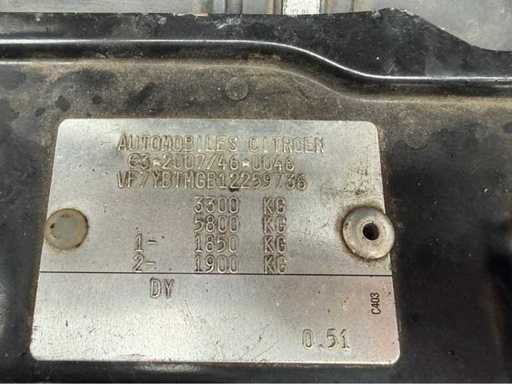 AUTOMOBILES CITROEN
e3*2007/46*0046
VF7YBTMGB12299736
3300 KG
5800 KG
1- 1850 KG
2- 1900 KG
DY
C403
0.51